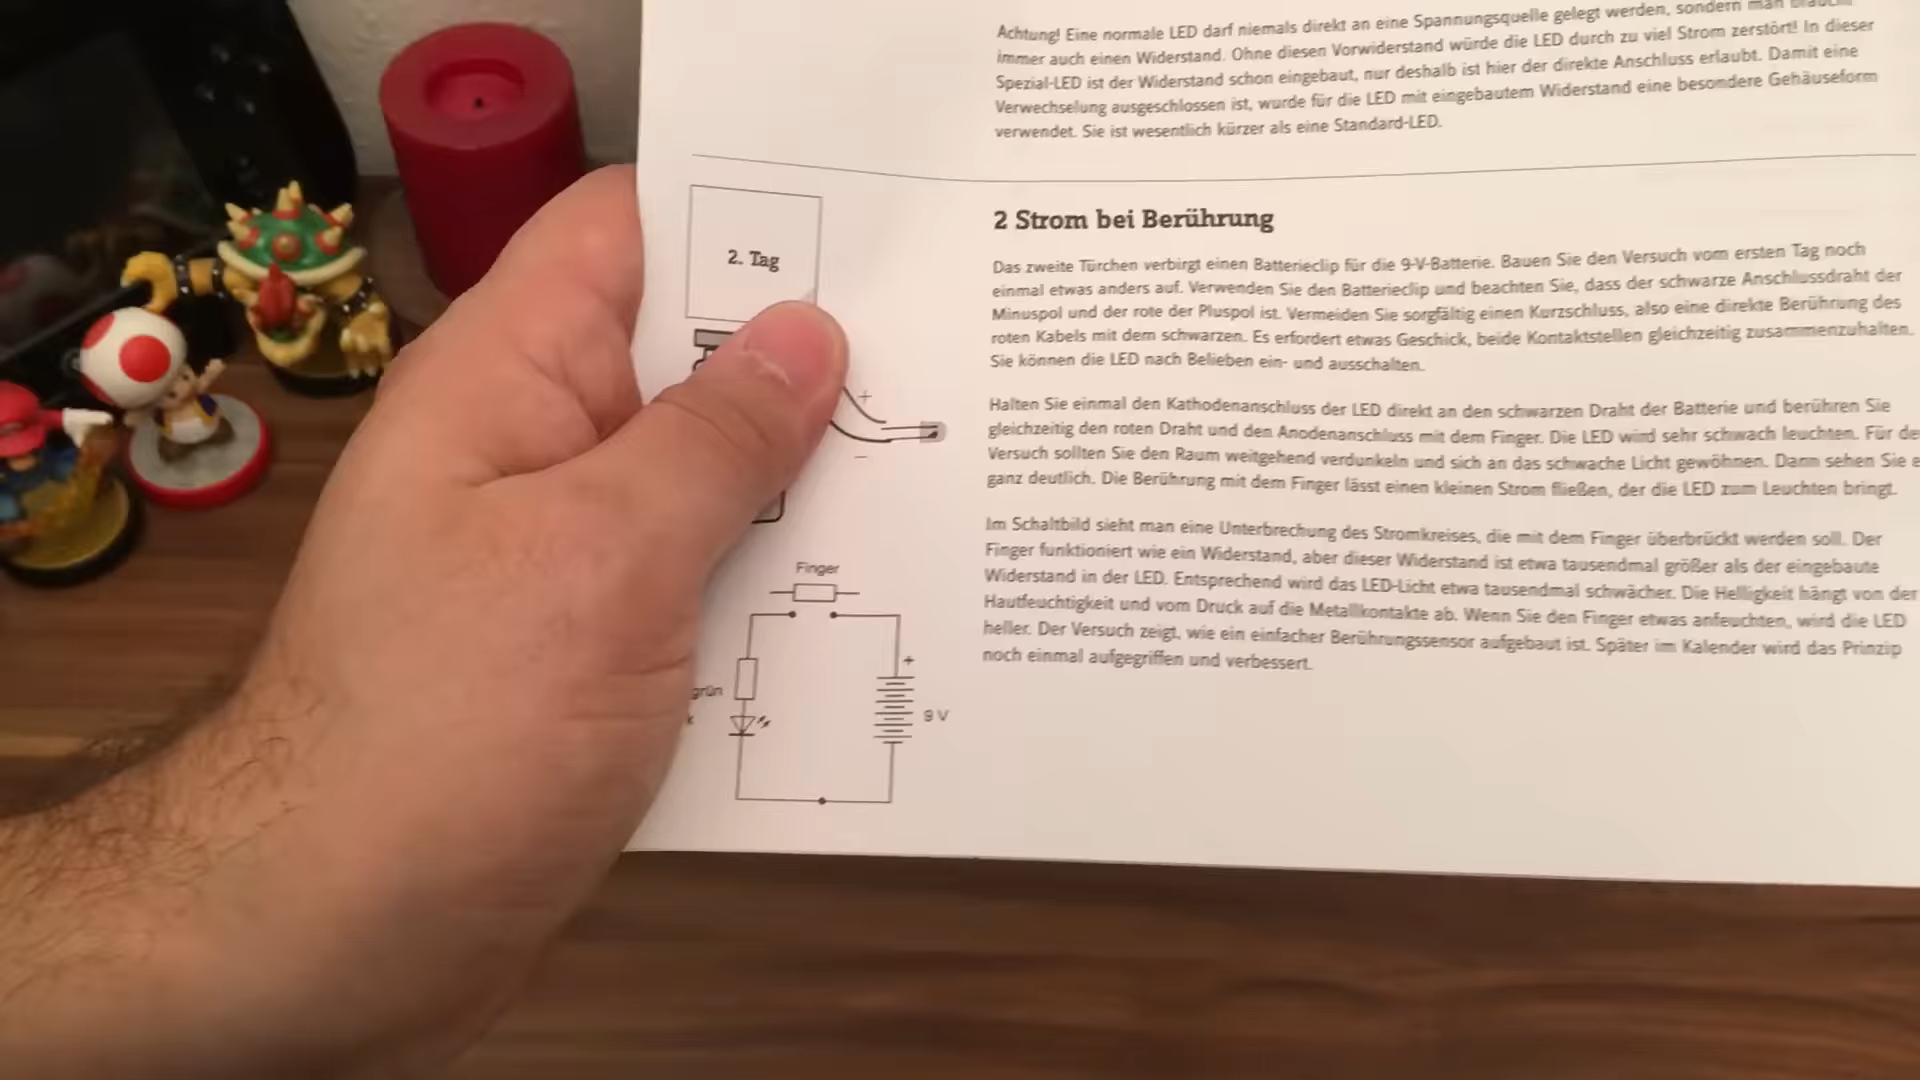 Achtung! Eine normale LED darf niemals direkt an eine Spannungsquelle gelegt werden, sondern man
immer auch einen Widerstand. Ohne diesen Vorwiderstand würde die LED durch zu viel Strom zerstört! In dieser
Spezial-LED ist der Widerstand schon eingebaut, nur deshalb ist hier der direkte Anschluss erlaubt. Damit eine
Verwechselung ausgeschlossen ist, wurde für die LED mit eingebautem Widerstand eine besondere Gehäuseform
verwendet. Sie ist wesentlich kürzer als eine Standard-LED.
2. Tag
2 Strom bei Berührung
Das zweite Türchen verbirgt einen Batterieclip für die 9-V-Batterie. Bauen Sie den Versuch vom ersten Tag noch
einmal etwas anders auf. Verwenden Sie den Batterieclip und beachten Sie, dass der schwarze Anschlussdraht der
Minuspol und der rote der Pluspol ist. Vermeiden Sie sorgfältig einen Kurzschluss, also eine direkte Berührung des
roten Kabels mit dem schwarzen. Es erfordert etwas Geschick, beide Kontaktstellen gleichzeitig zusammenzuhalten.
Sie können die LED nach Belieben ein- und ausschalten.
Halten Sie einmal den Kathodenanschluss der LED direkt an den schwarzen Draht der Batterie und berühren Sie
gleichzeitig den roten Draht und den Anodenanschluss mit dem Finger. Die LED wird sehr schwach leuchten. Für
Versuch sollten Sie den Raum weitgehend verdunkeln und sich an das schwache Licht gewöhnen. Dann sehen Sie
ganz deutlich. Die Berührung mit dem Finger lässt einen kleinen Strom fließen, der die LED zum Leuchten bringt.
Im Schaltbild sieht man eine Unterbrechung des Stromkreises, die mit dem Finger überbrückt werden soll. Der
Finger funktioniert wie ein Widerstand, aber dieser Widerstand ist etwa tausendmal größer als der eingebaute
Widerstand in der LED. Entsprechend wird das LED-Licht etwa tausendmal schwächer. Die Helligkeit hängt von der
Hautfeuchtigkeit und vom Druck auf die Metallkontakte ab. Wenn Sie den Finger etwas anfeuchten, wird die LED
heller. Der Versuch zeigt, wie ein einfacher Berührungssensor aufgebaut ist. Später im Kalender wird das Prinzip
noch einmal aufgegriffen und verbessert.
+
–
Finger
+
grün
k
9 V